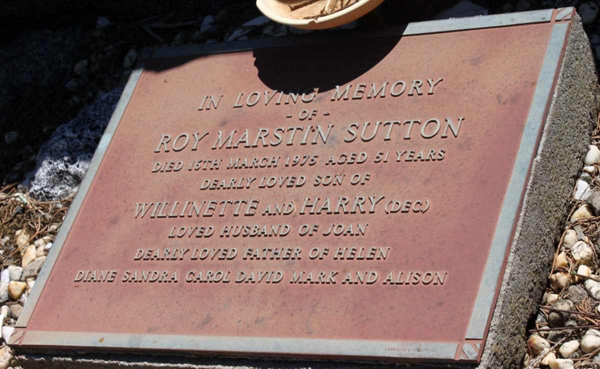 IN LOVING MEMORY
- OF -
ROY MARSTIN SUTTON
DIED 15TH MARCH 1975 AGED 51 YEARS
DEARLY LOVED SON OF
WILLINETTE AND HARRY (DEC)
LOVED HUSBAND OF JOAN
DEARLY LOVED FATHER OF HELEN
DIANE SANDRA CAROL DAVID MARK AND ALISON